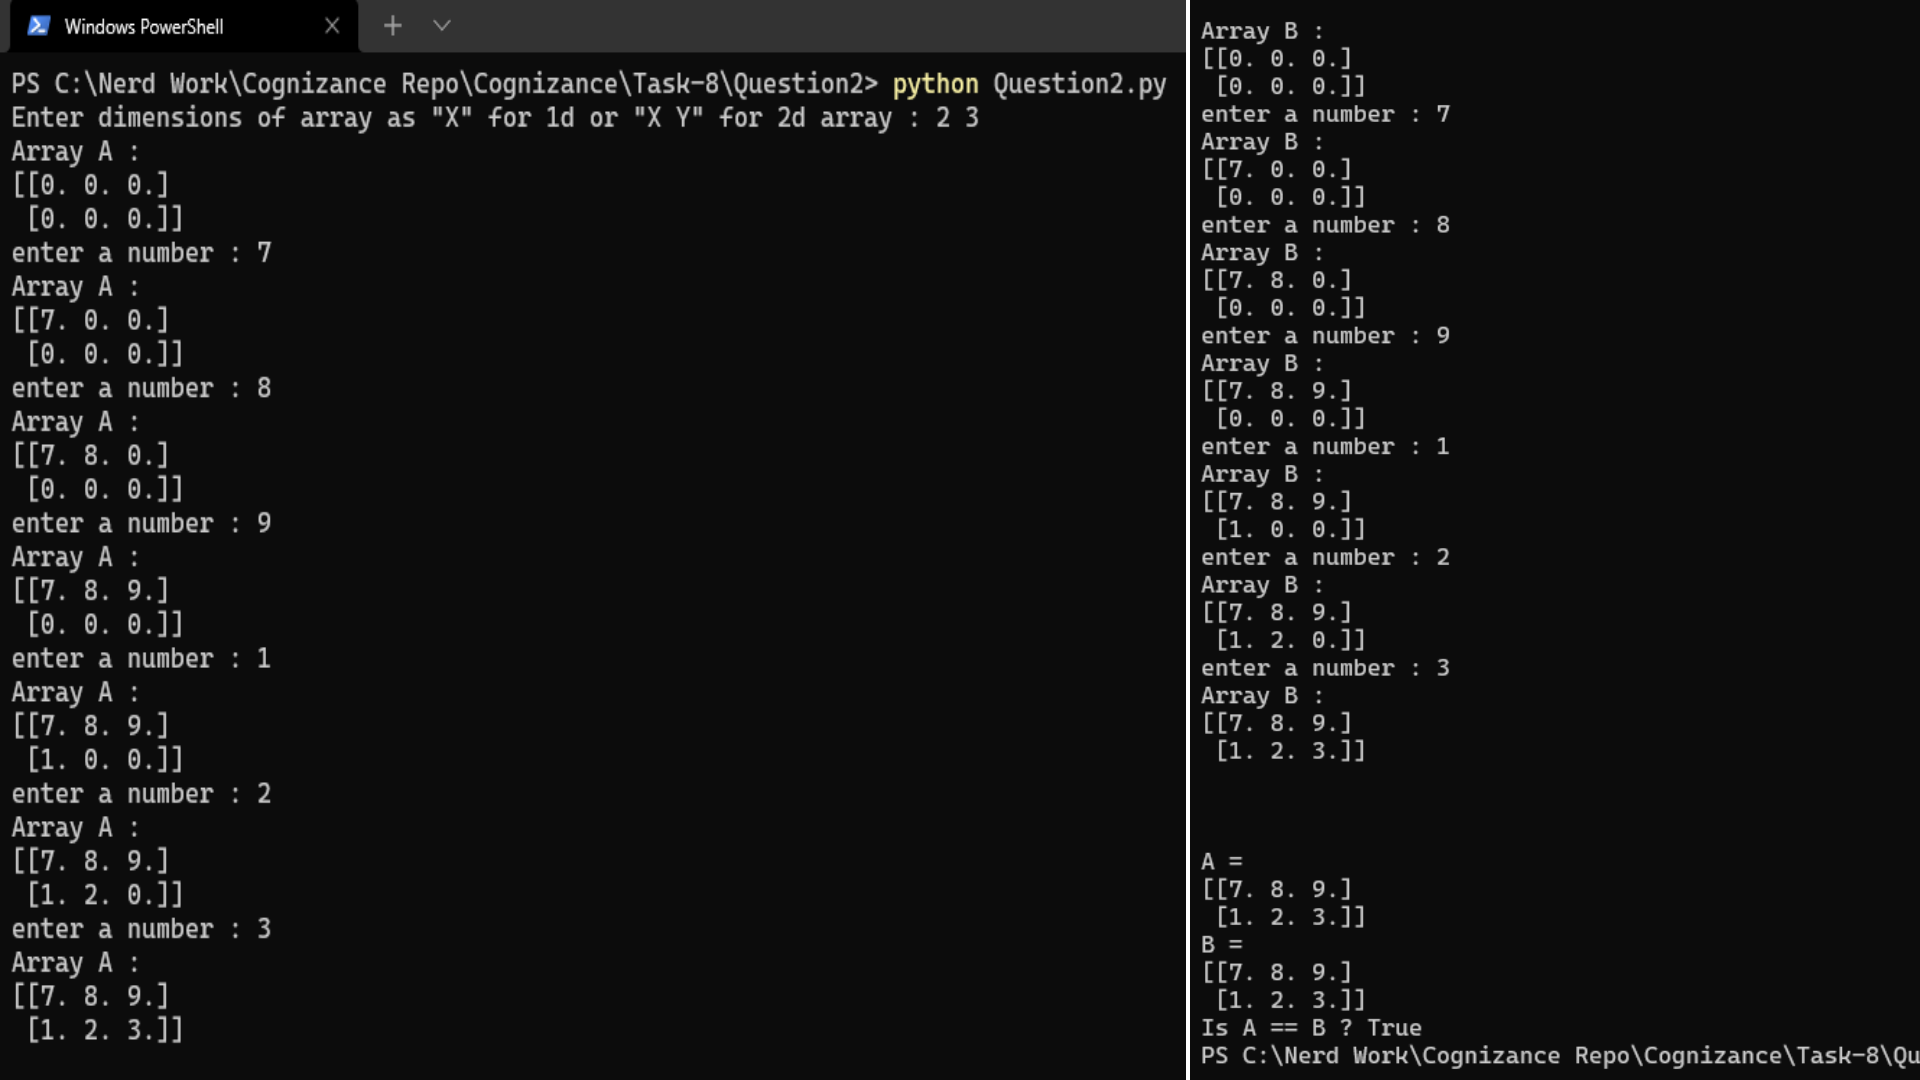 Windows PowerShell
PS C:\Nerd Work\Cognizance Repo\Cognizance\Task-8\Question2> python Question2.py
Enter dimensions of array as "X" for 1d or "X Y" for 2d array : 2 3
Array A :
[[0. 0. 0.]
 [0. 0. 0.]]
enter a number : 7
Array A :
[[7. 0. 0.]
 [0. 0. 0.]]
enter a number : 8
Array A :
[[7. 8. 0.]
 [0. 0. 0.]]
enter a number : 9
Array A :
[[7. 8. 9.]
 [0. 0. 0.]]
enter a number : 1
Array A :
[[7. 8. 9.]
 [1. 0. 0.]]
enter a number : 2
Array A :
[[7. 8. 9.]
 [1. 2. 0.]]
enter a number : 3
Array A :
[[7. 8. 9.]
 [1. 2. 3.]]
Array B :
[[0. 0. 0.]
 [0. 0. 0.]]
enter a number : 7
Array B :
[[7. 0. 0.]
 [0. 0. 0.]]
enter a number : 8
Array B :
[[7. 8. 0.]
 [0. 0. 0.]]
enter a number : 9
Array B :
[[7. 8. 9.]
 [0. 0. 0.]]
enter a number : 1
Array B :
[[7. 8. 9.]
 [1. 0. 0.]]
enter a number : 2
Array B :
[[7. 8. 9.]
 [1. 2. 0.]]
enter a number : 3
Array B :
[[7. 8. 9.]
 [1. 2. 3.]]
A =
[[7. 8. 9.]
 [1. 2. 3.]]
B =
[[7. 8. 9.]
 [1. 2. 3.]]
Is A == B ? True
PS C:\Nerd Work\Cognizance Repo\Cognizance\Task-8\Qu